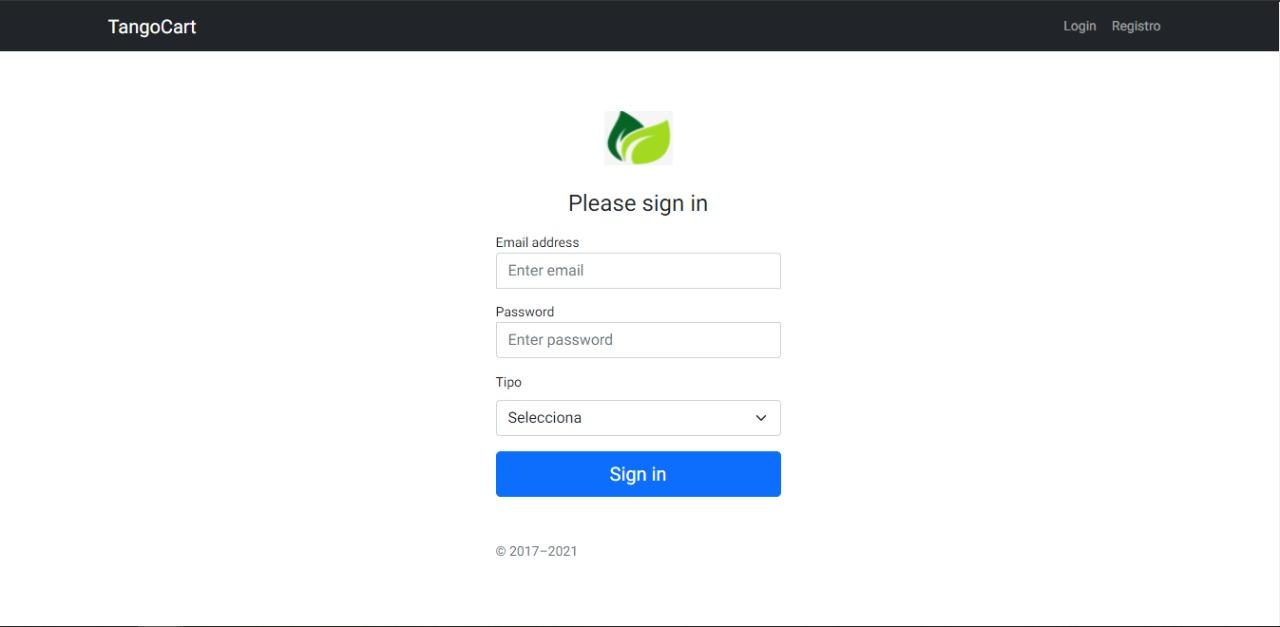 TangoCart
Login Registro
Please sign in
Email address
Enter email
Password
Enter password
Tipo
Selecciona
Sign in
© 2017–2021